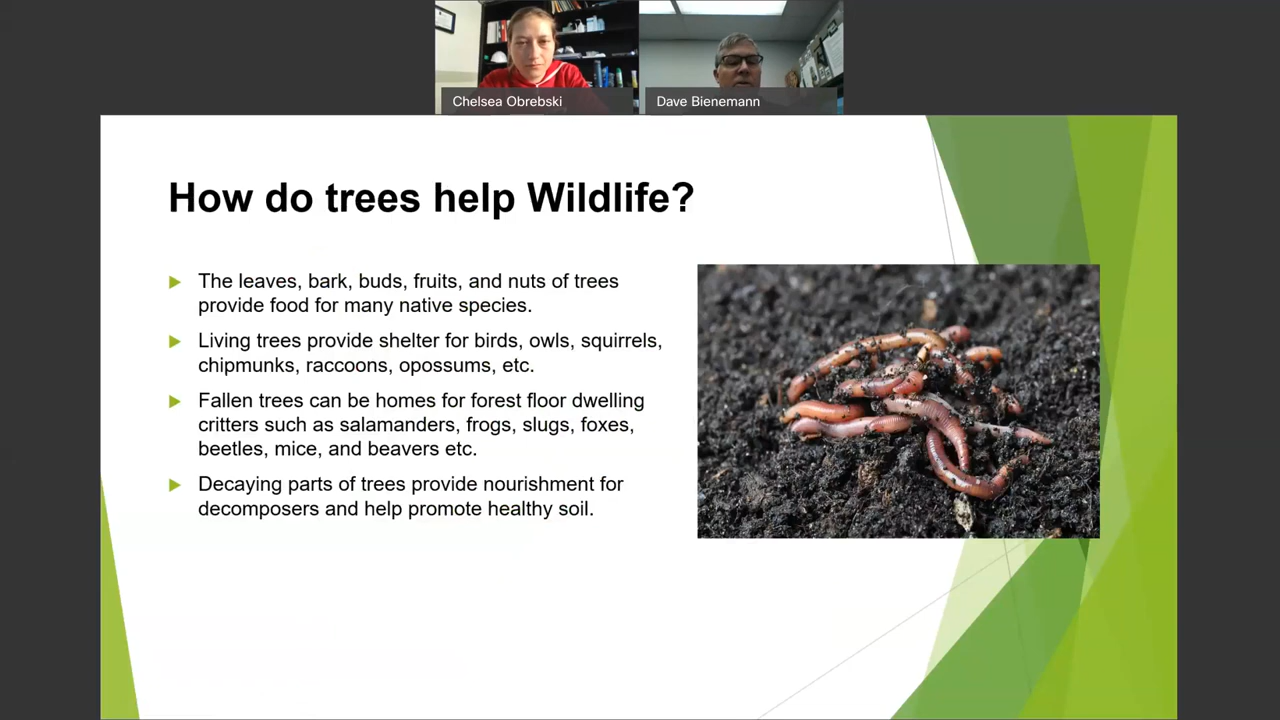 Chelsea Obrebski
Dave Bienemann
How do trees help Wildlife?
The leaves, bark, buds, fruits, and nuts of trees
provide food for many native species.
Living trees provide shelter for birds, owls, squirrels,
chipmunks, raccoons, opossums, etc.
Fallen trees can be homes for forest floor dwelling
critters such as salamanders, frogs, slugs, foxes,
beetles, mice, and beavers etc.
Decaying parts of trees provide nourishment for
decomposers and help promote healthy soil.